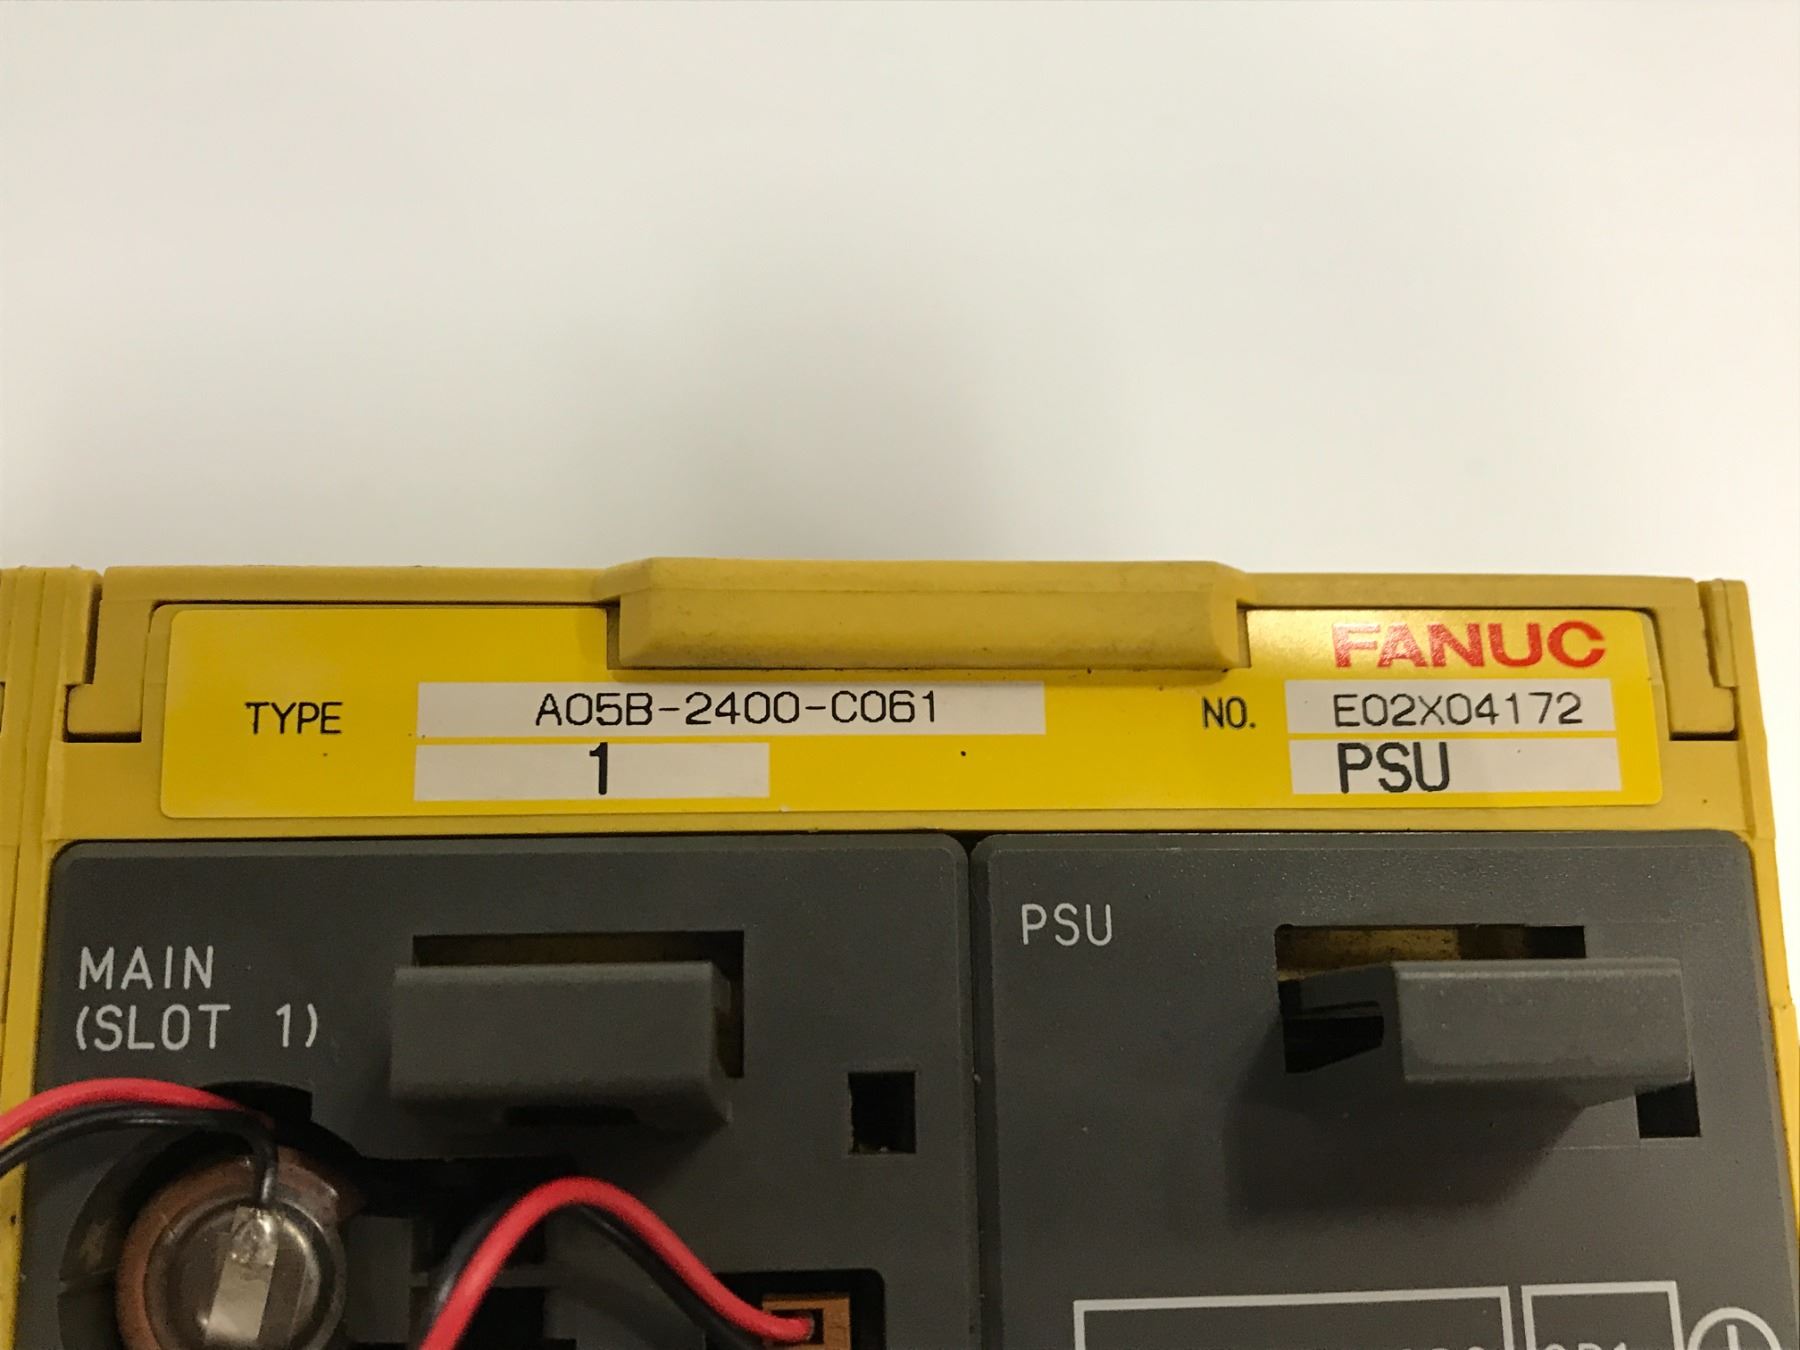 FANUC
TYPE A05B-2400-C061 NO. E02X04172
1 PSU
MAIN
(SLOT 1)
PSU